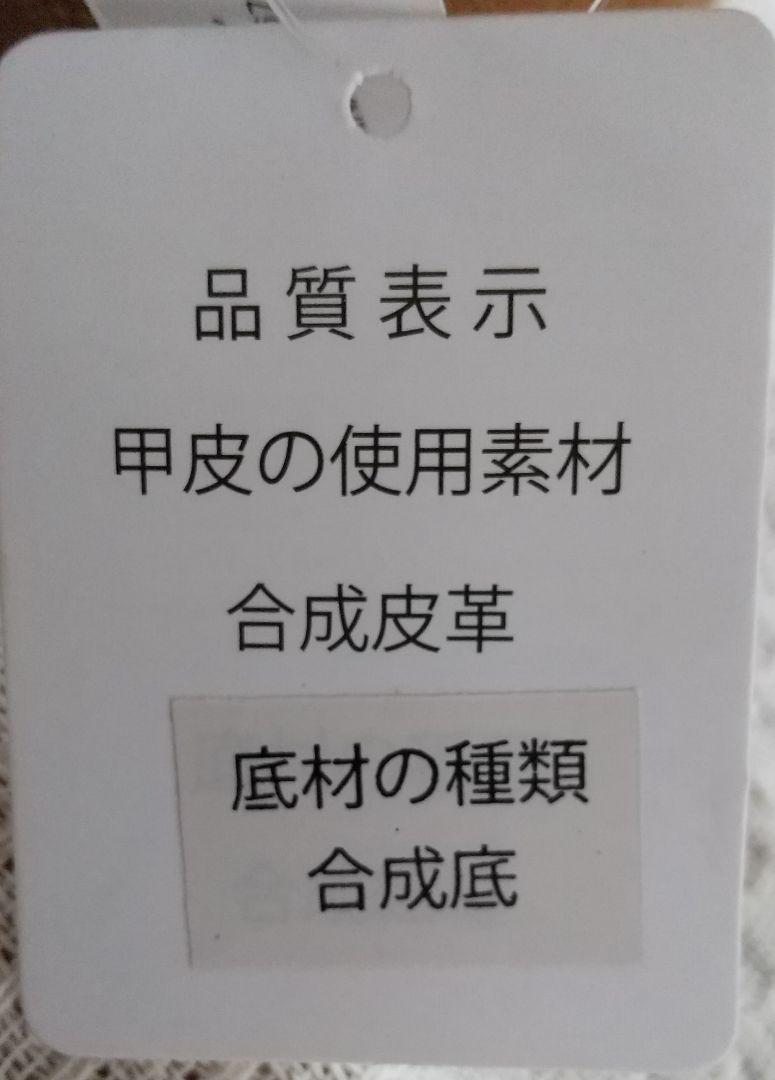 品質表示
甲皮の使用素材
合成皮革
底材の種類
合成底